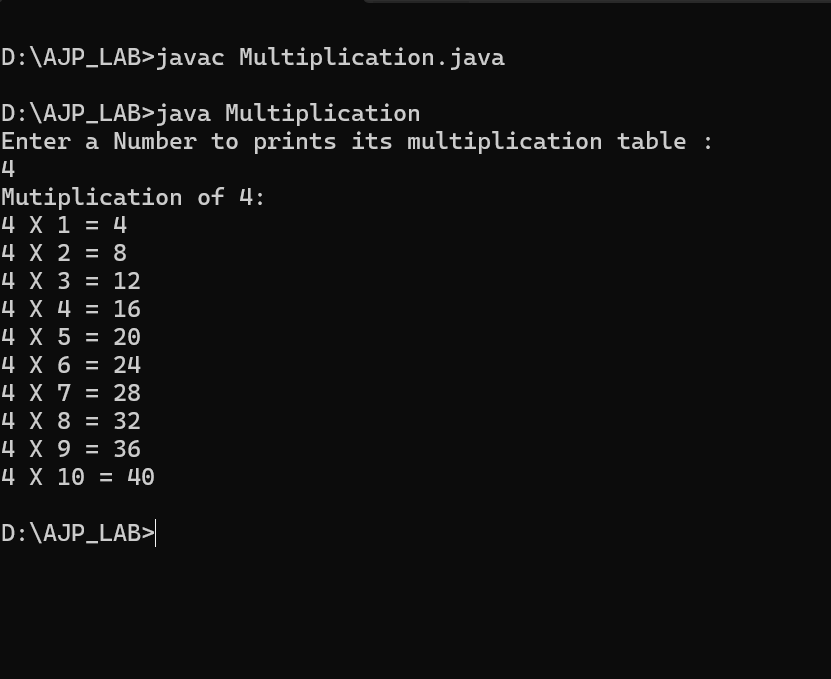 D:\AJP_LAB>javac Multiplication.java
D:\AJP_LAB>java Multiplication
Enter a Number to prints its multiplication table :
4
Mutiplication of 4:
4 X 1 = 4
4 X 2 = 8
4 X 3 = 12
4 X 4 = 16
4 X 5 = 20
4 X 6 = 24
4 X 7 = 28
4 X 8 = 32
4 X 9 = 36
4 X 10 = 40
D:\AJP_LAB>